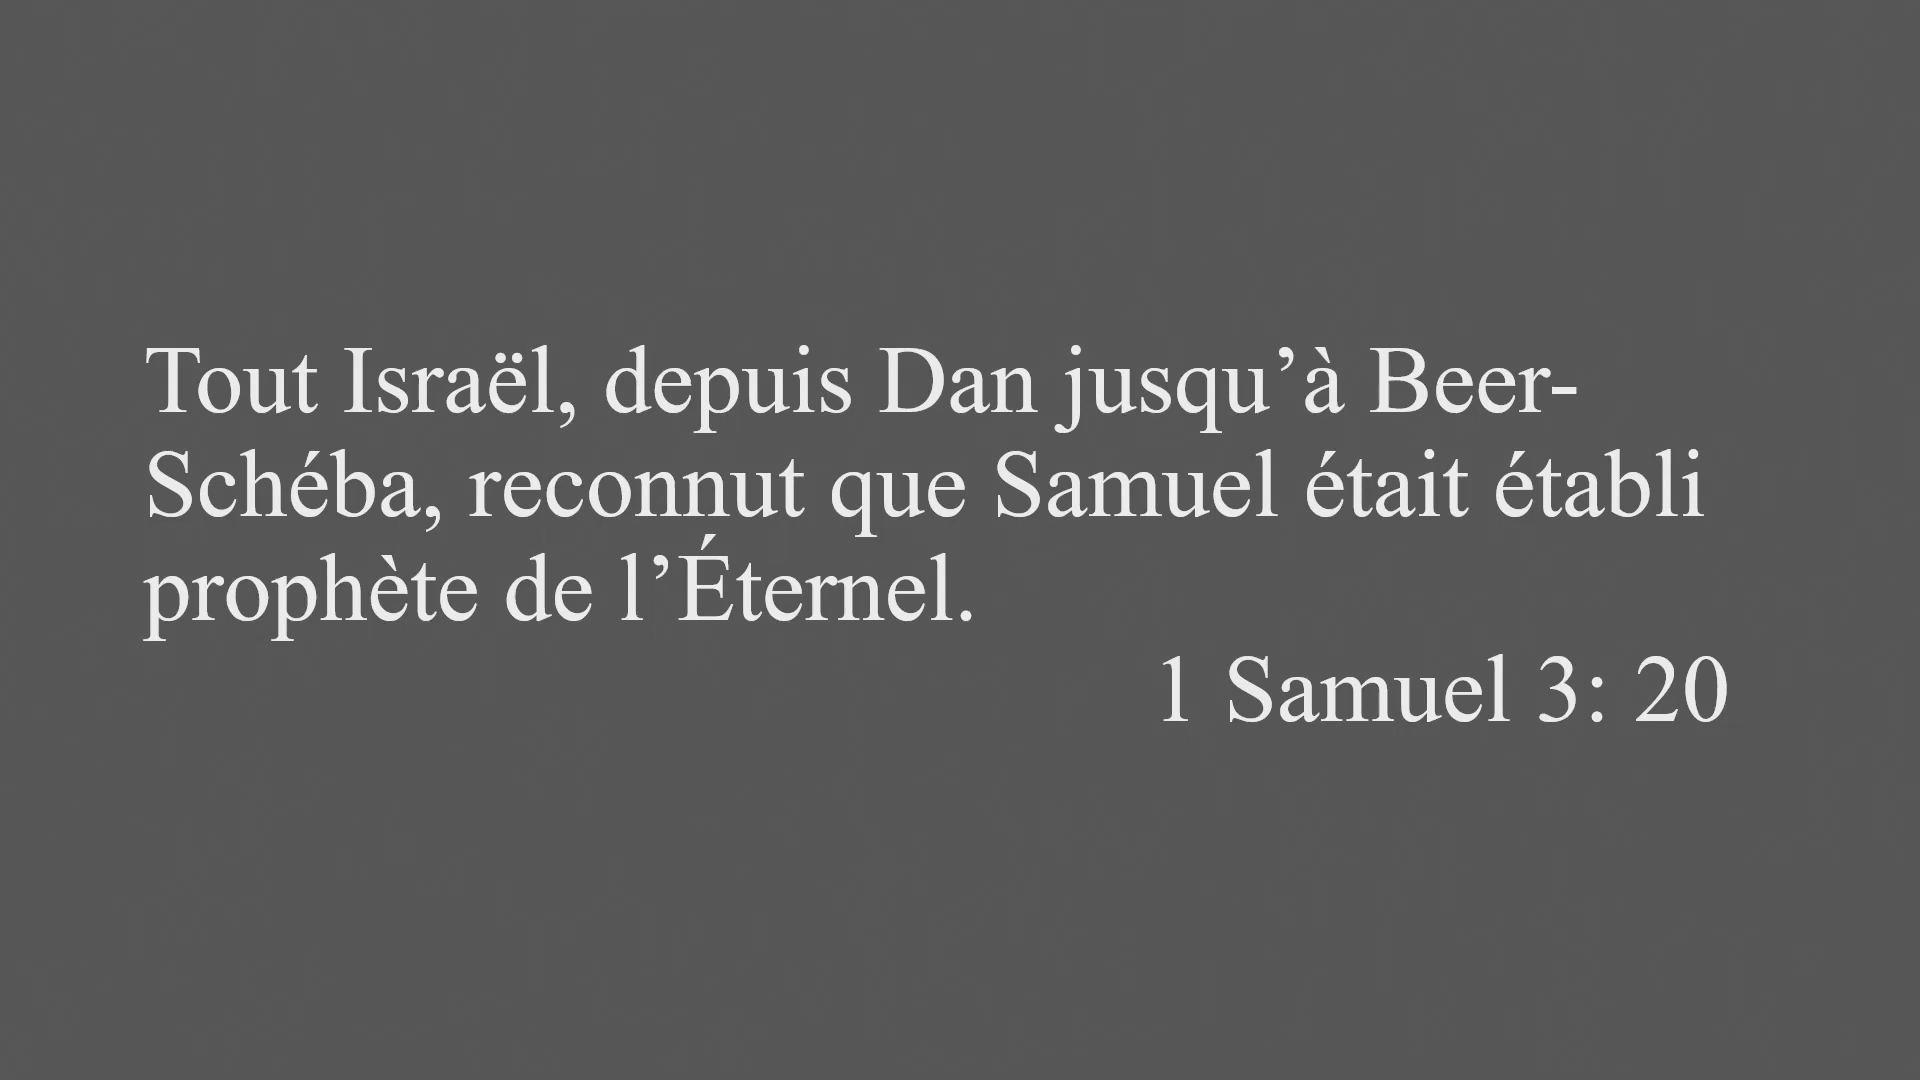 Tout Israël, depuis Dan jusqu’à Beer-
Schéba, reconnut que Samuel était établi
prophète de l’Éternel.
1 Samuel 3: 20